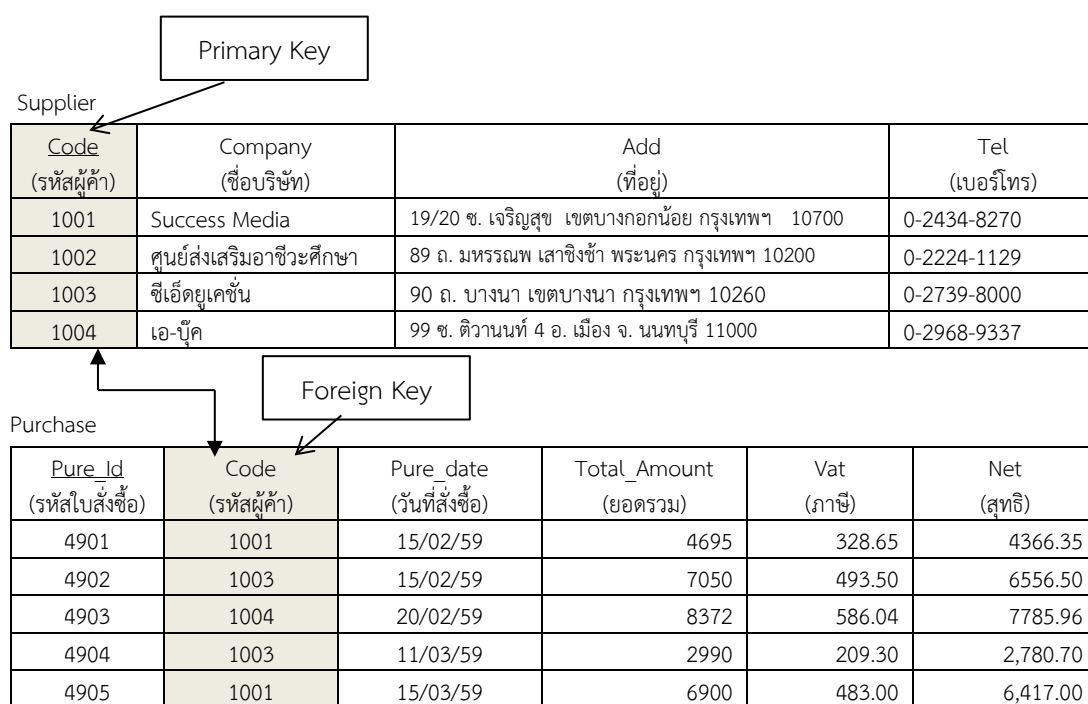 Primary Key
Supplier
Code Company Add Tel
(รหัสผู้ค้า) (ชื่อบริษัท) (ที่อยู่) (เบอร์โทร)
1001 Success Media 19/20 ซ. เจริญสุข เขตบางกอกน้อย กรุงเทพฯ 10700 0-2434-8270
1002 ศูนย์ส่งเสริมอาชีวะศึกษา 89 ถ. มหรรณพ เสาชิงช้า พระนคร กรุงเทพฯ 10200 0-2224-1129
1003 ซีเอ็ดยูเคชั่น 90 ถ. บางนา เขตบางนา กรุงเทพฯ 10260 0-2739-8000
1004 เอ-บุ๊ค 99 ซ. ติวานนท์ 4 อ. เมือง จ. นนทบุรี 11000 0-2968-9337
Foreign Key
Purchase
Pure_Id Code Pure_date Total_Amount Vat Net
(รหัสใบสั่งซื้อ) (รหัสผู้ค้า) (วันที่สั่งซื้อ) (ยอดรวม) (ภาษี) (สุทธิ)
4901 1001 15/02/59 4695 328.65 4366.35
4902 1003 15/02/59 7050 493.50 6556.50
4903 1004 20/02/59 8372 586.04 7785.96
4904 1003 11/03/59 2990 209.30 2,780.70
4905 1001 15/03/59 6900 483.00 6,417.00